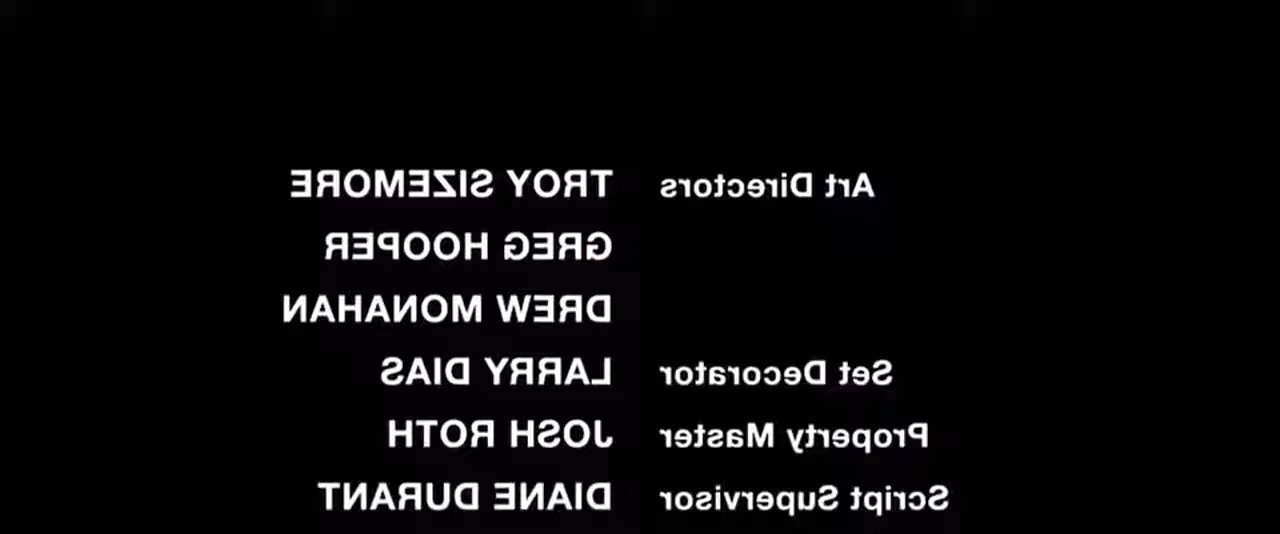 Art Directors TROY SIZEMORE
GREG HOOPER
DREW MONAHAN
Set Decorator LARRY DIAS
Property Master JOSH ROTH
Script Supervisor DIANE DURANT